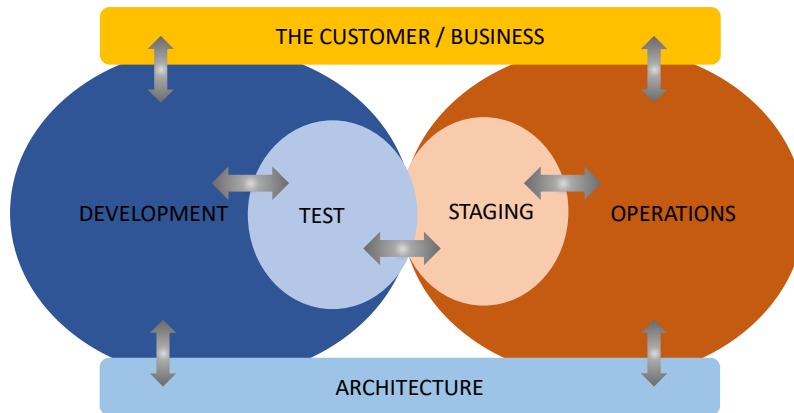 THE CUSTOMER / BUSINESS
DEVELOPMENT
TEST
STAGING
OPERATIONS
ARCHITECTURE